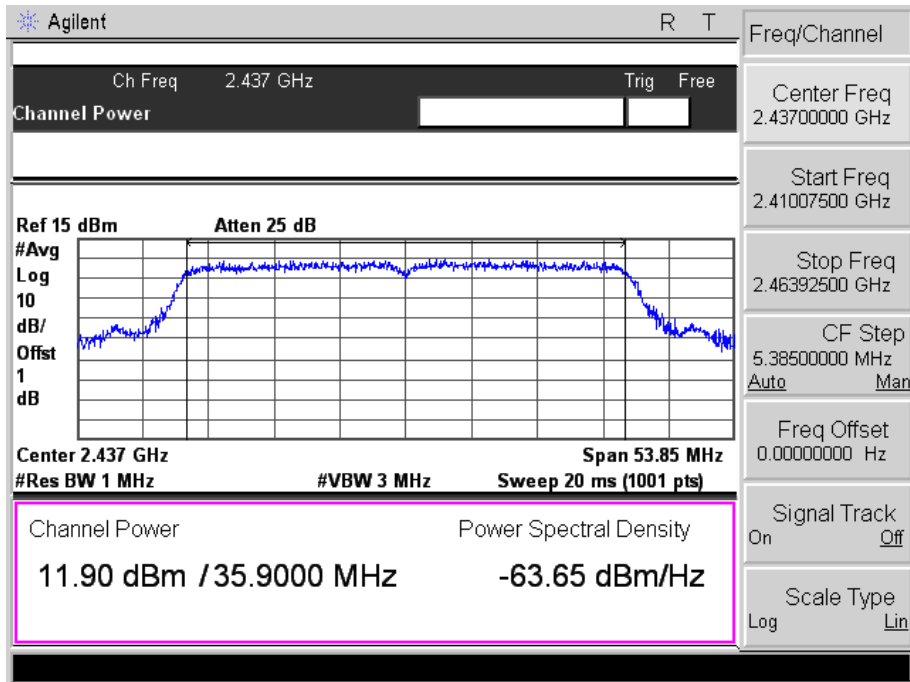 Agilent R T
Ch Freq 2.437 GHz Trig Free
Channel Power
Ref 15 dBm Atten 25 dB
#Avg
Log
10
dB/
Offst
1
dB
Center 2.437 GHz Span 53.85 MHz
#Res BW 1 MHz #VBW 3 MHz Sweep 20 ms (1001 pts)
Channel Power Power Spectral Density
11.90 dBm / 35.9000 MHz -63.65 dBm/Hz
Freq/Channel
Center Freq
2.43700000 GHz
Start Freq
2.41007500 GHz
Stop Freq
2.46392500 GHz
CF Step
5.38500000 MHz
Auto Man
Freq Offset
0.00000000 Hz
Signal Track
On Off
Scale Type
Log Lin